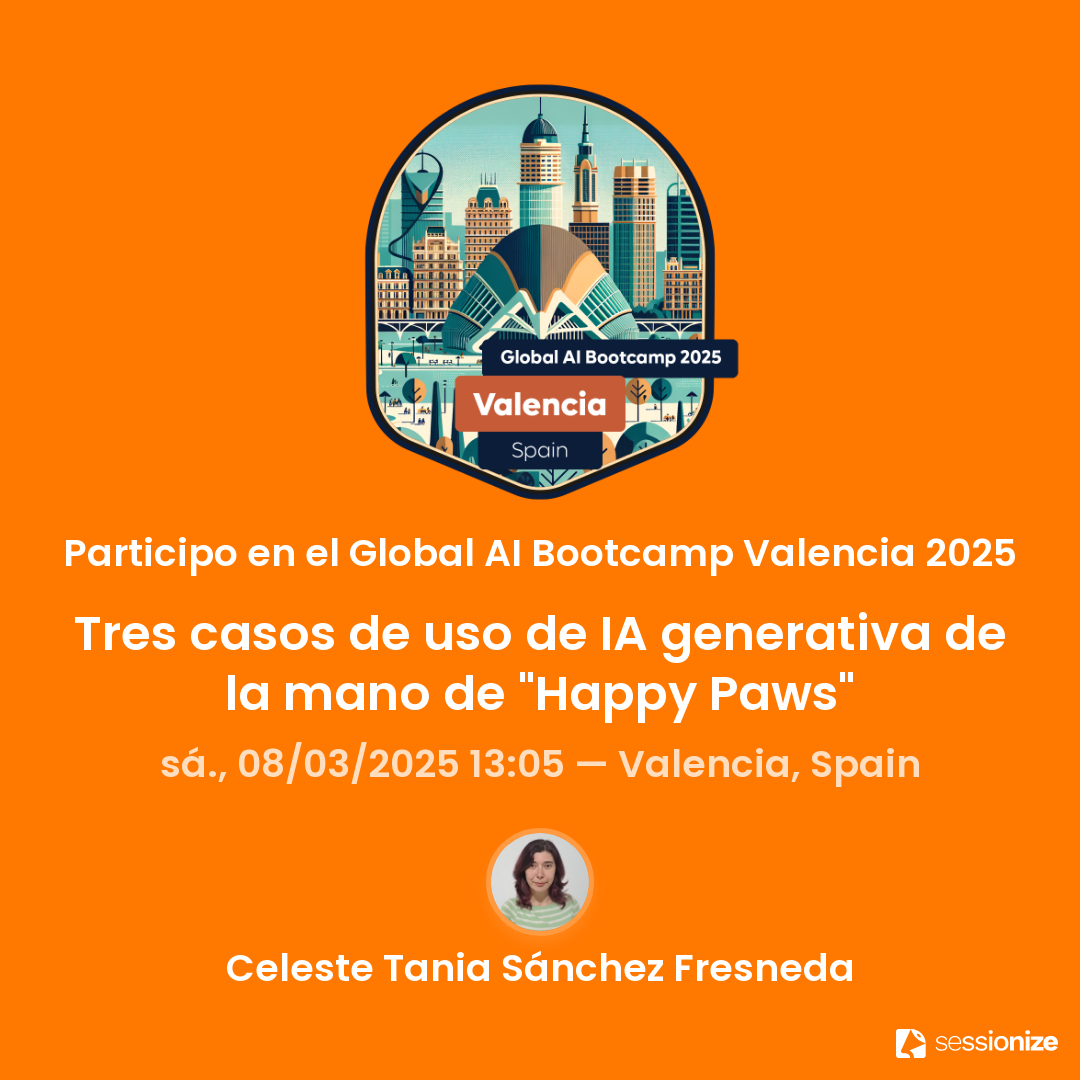 Global AI Bootcamp 2025
Valencia
Spain
Participo en el Global AI Bootcamp Valencia 2025
Tres casos de uso de IA generativa de
la mano de "Happy Paws"
sá., 08/03/2025 13:05 — Valencia, Spain
Celeste Tania Sánchez Fresneda
sessionize